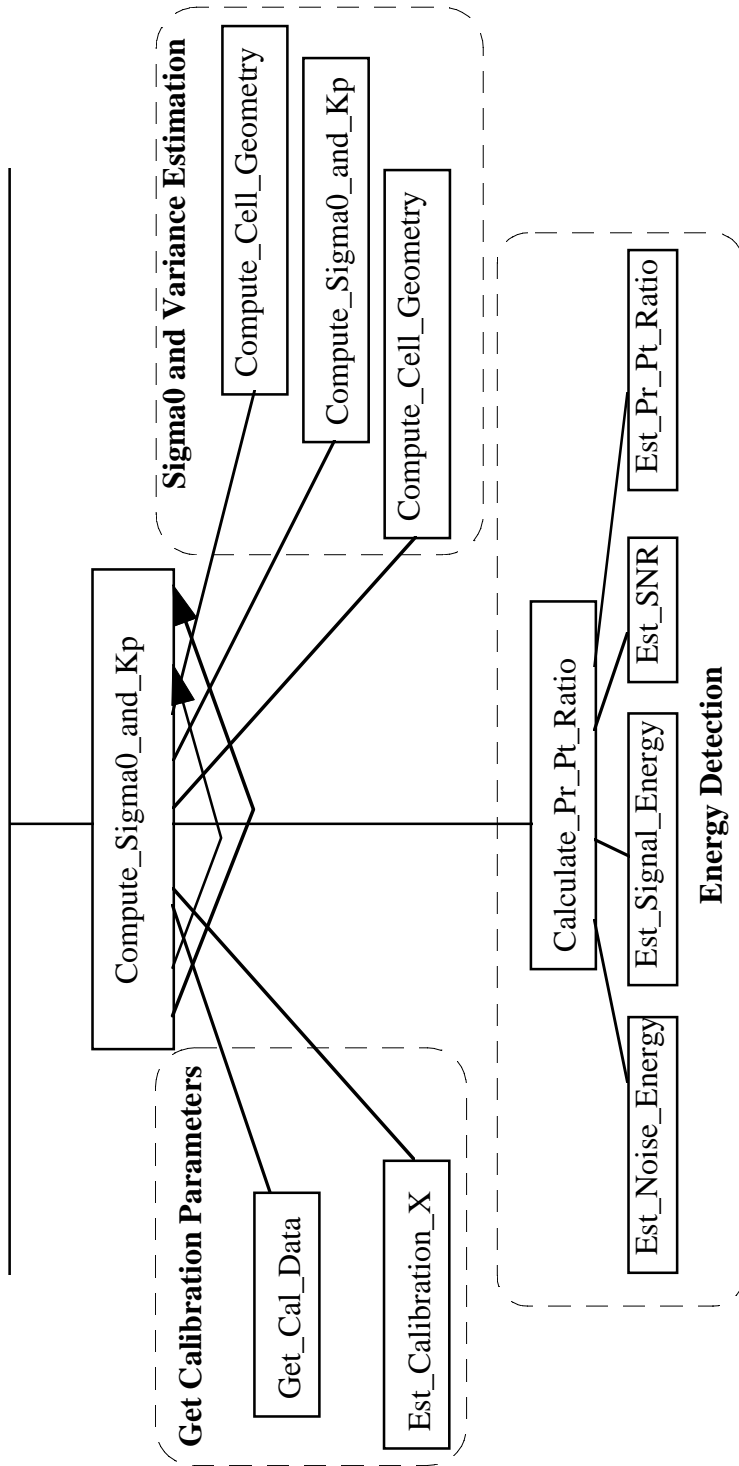 Compute_Sigma0_and_Kp
Get Calibration Parameters
Get_Cal_Data
Est_Calibration_X
Sigma0 and Variance Estimation
Compute_Cell_Geometry
Compute_Sigma0_and_Kp
Compute_Cell_Geometry
Calculate_Pr_Pt_Ratio
Est_Noise_Energy
Est_Signal_Energy
Est_SNR
Est_Pr_Pt_Ratio
Energy Detection